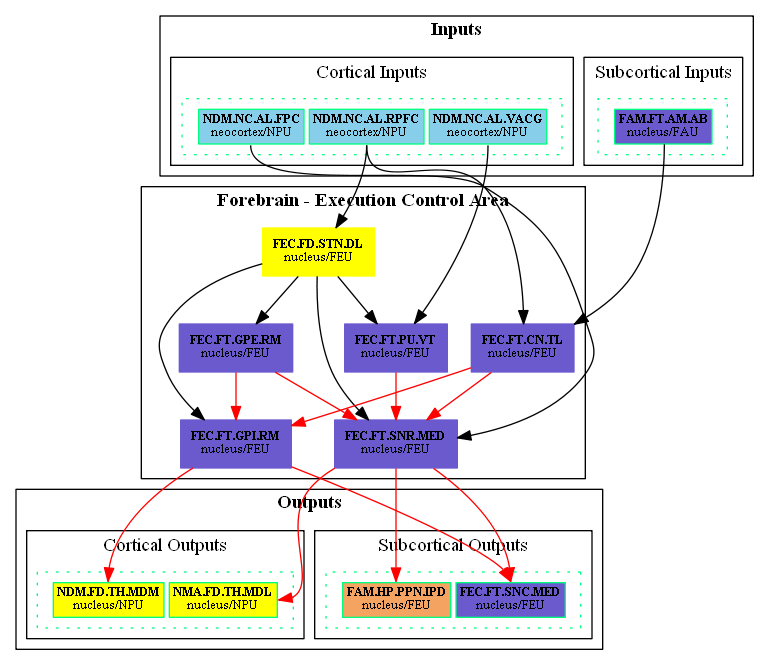 Inputs
Cortical Inputs
Subcortical Inputs
NDM.NC.AL.FPC
neocortex/NPU
NDM.NC.AL.RPFC
neocortex/NPU
NDM.NC.AL.VACG
neocortex/NPU
FAM.FT.AM.AB
nucleus/FAU
Forebrain - Execution Control Area
FEC.FD.STN.DL
nucleus/FEU
FEC.FT.GPE.RM
nucleus/FEU
FEC.FT.PU.VT
nucleus/FEU
FEC.FT.CN.TL
nucleus/FEU
FEC.FT.GPI.RM
nucleus/FEU
FEC.FT.SNR.MED
nucleus/FEU
Outputs
Cortical Outputs
Subcortical Outputs
NDM.FD.TH.MDM
nucleus/NPU
NMA.FD.TH.MDL
nucleus/NPU
FAM.HP.PPN.IPD
nucleus/FEU
FEC.FT.SNC.MED
nucleus/FEU